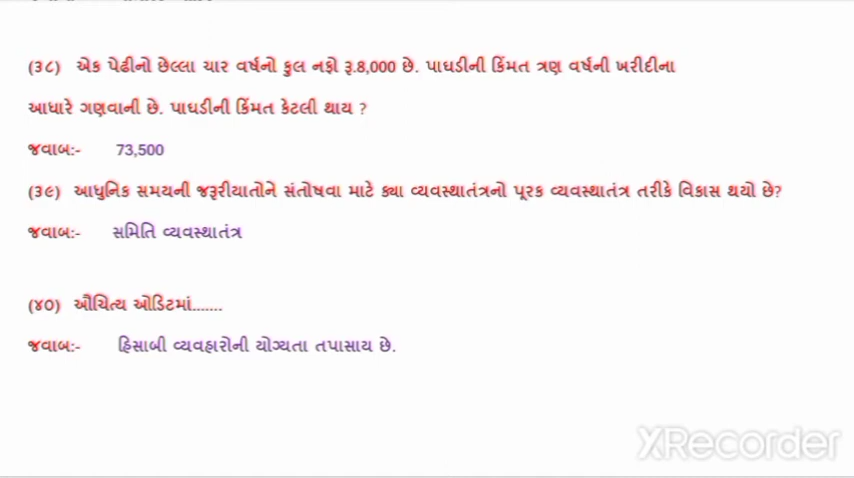 (૩૮) એક પેઢીનો છેલ્લા ચાર વર્ષનો કુલ નફો રૂ.8,000 છે. પાઘડીની કિંમત ત્રણ વર્ષની ખરીદીના
આધારે ગણવાની છે. પાઘડીની કિંમત કેટલી થાય ?
જવાબ:- 73,500
(૩૯) આધુનિક સમયની જરૂરીયાતોને સંતોષવા માટે ક્યા વ્યવસ્થાતંત્રનો પૂરક વ્યવસ્થાતંત્ર તરીકે વિકાસ થયો છે?
જવાબ:- સમિતિ વ્યવસ્થાતંત્ર
(૪૦) ઔચિત્ય ઓડિટમાં.......
જવાબ:- હિસાબી વ્યવહારોની યોગ્યતા તપાસાય છે.
XRecorder